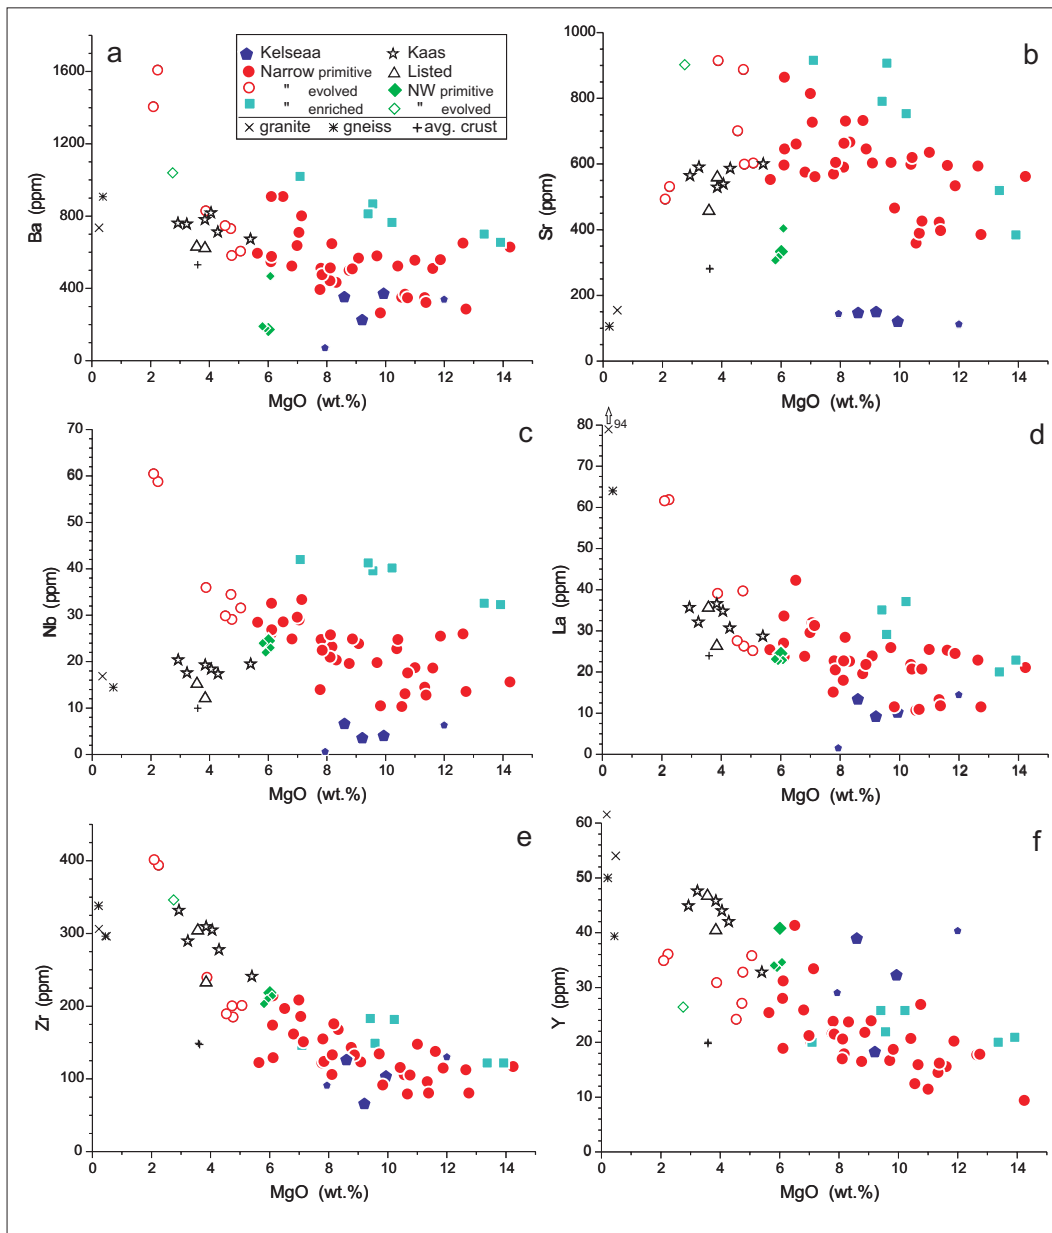 a
Kelseaa
Kaas
Narrow primitive
Listed
" evolved
NW primitive
" enriched
" evolved
granite gneiss avg. crust
1600
1200
800
400
0
Ba (ppm)
0 2 4 6 8 10 12 14
MgO (wt.%)
b
1000
800
600
400
200
0
Sr (ppm)
0 2 4 6 8 10 12 14
MgO (wt.%)
c
70
60
50
40
30
20
10
0
Nb (ppm)
0 2 4 6 8 10 12 14
MgO (wt.%)
d
94
80
70
60
50
40
30
20
10
0
La (ppm)
0 2 4 6 8 10 12 14
MgO (wt.%)
e
400
300
200
100
0
Zr (ppm)
0 2 4 6 8 10 12 14
MgO (wt.%)
f
60
50
40
30
20
10
0
Y (ppm)
0 2 4 6 8 10 12 14
MgO (wt.%)